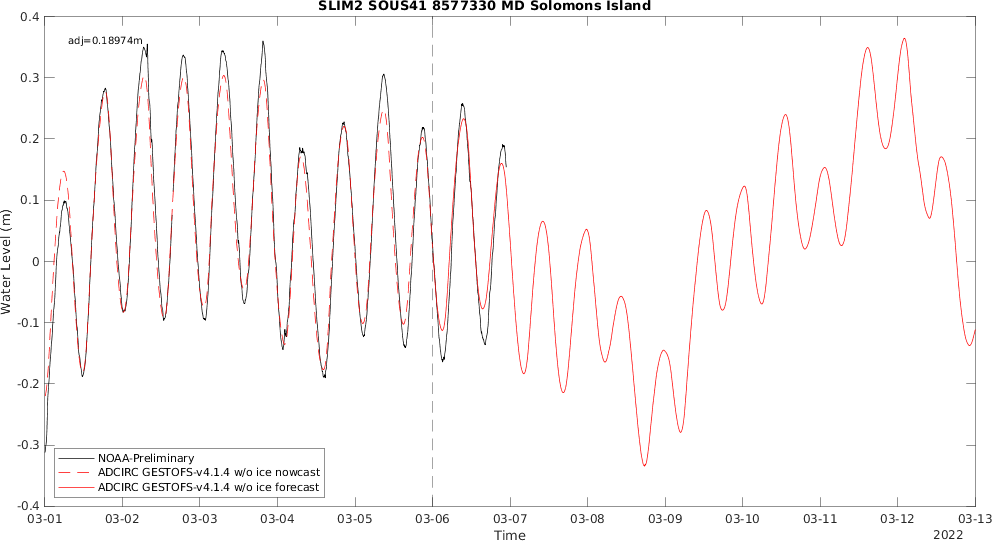 SLIM2 SOUS41 8577330 MD Solomons Island
adj=0.18974m
0.4
0.3
0.2
0.1
0
-0.1
-0.2
-0.3
-0.4
Water Level (m)
NOAA-Preliminary
ADCIRC GESTOFS-v4.1.4 w/o ice nowcast
ADCIRC GESTOFS-v4.1.4 w/o ice forecast
03-01 03-02 03-03 03-04 03-05 03-06 03-07 03-08 03-09 03-10 03-11 03-12 03-13
Time
2022